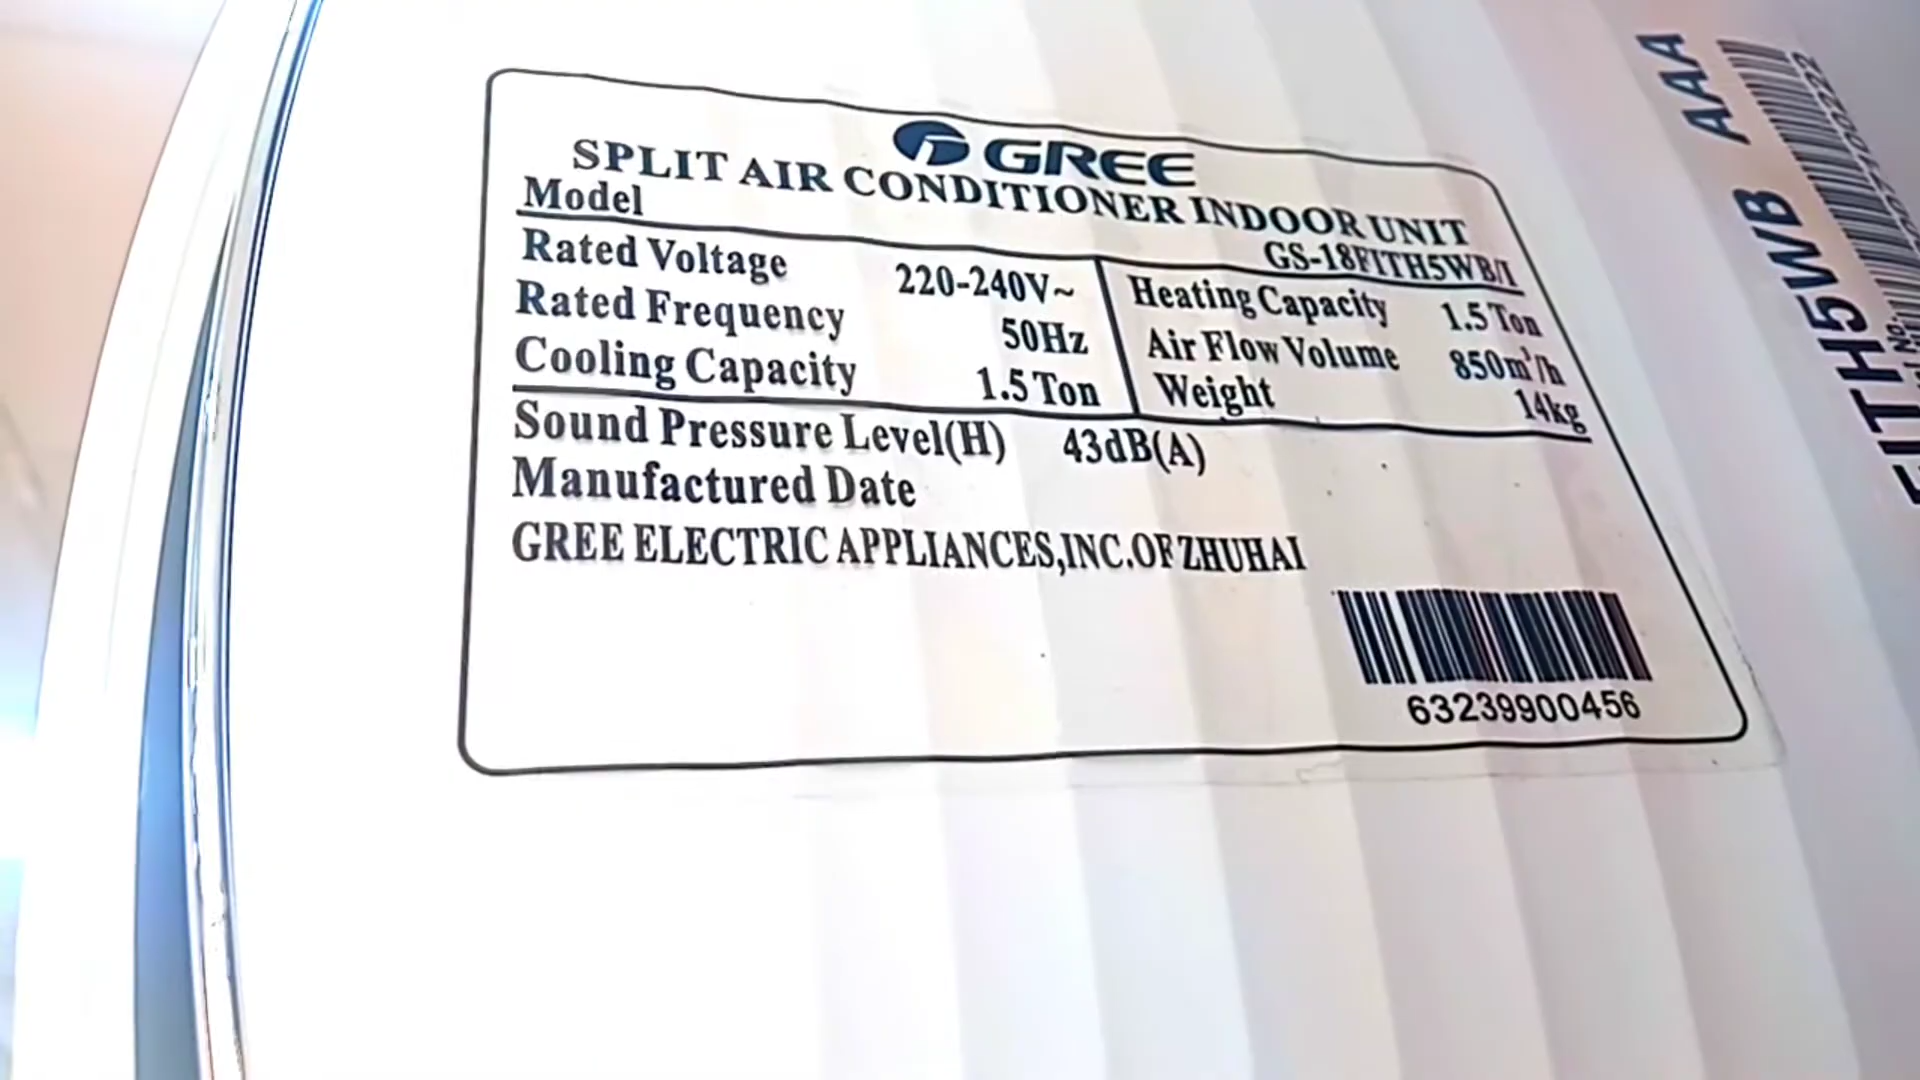 GREE
SPLIT AIR CONDITIONER INDOOR UNIT
Model GS-18FITH5WB/I
Rated Voltage 220-240V~
Rated Frequency 50Hz
Cooling Capacity 1.5 Ton
Heating Capacity 1.5 Ton
Air Flow Volume 850m³/h
Weight 14kg
Sound Pressure Level(H) 43dB(A)
Manufactured Date
GREE ELECTRIC APPLIANCES,INC.OF ZHUHAI
63239900456
FITH5WB AAA